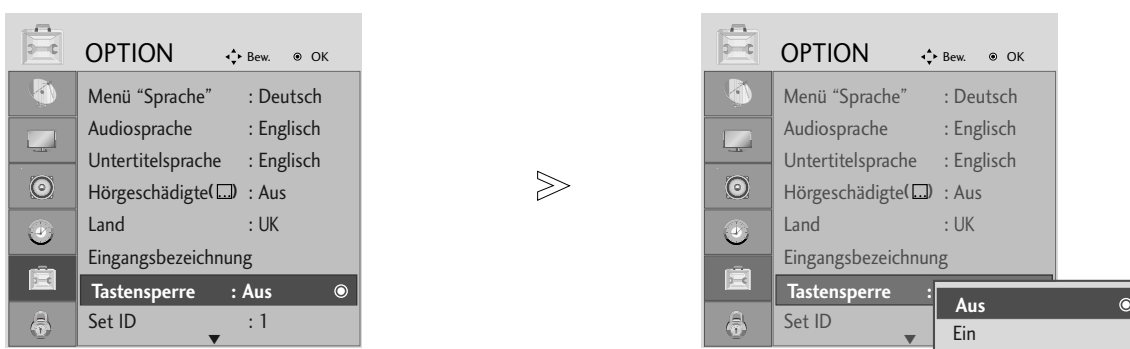 OPTION Bew. OK
Menü “Sprache” : Deutsch
Audiosprache : Englisch
Untertitelsprache : Englisch
Hörgeschädigte( ) : Aus
Land : UK
Eingangsbezeichnung
Tastensperre : Aus
Set ID : 1
OPTION Bew. OK
Menü “Sprache” : Deutsch
Audiosprache : Englisch
Untertitelsprache : Englisch
Hörgeschädigte( ) : Aus
Land : UK
Eingangsbezeichnung
Tastensperre :
Aus
Set ID
Ein